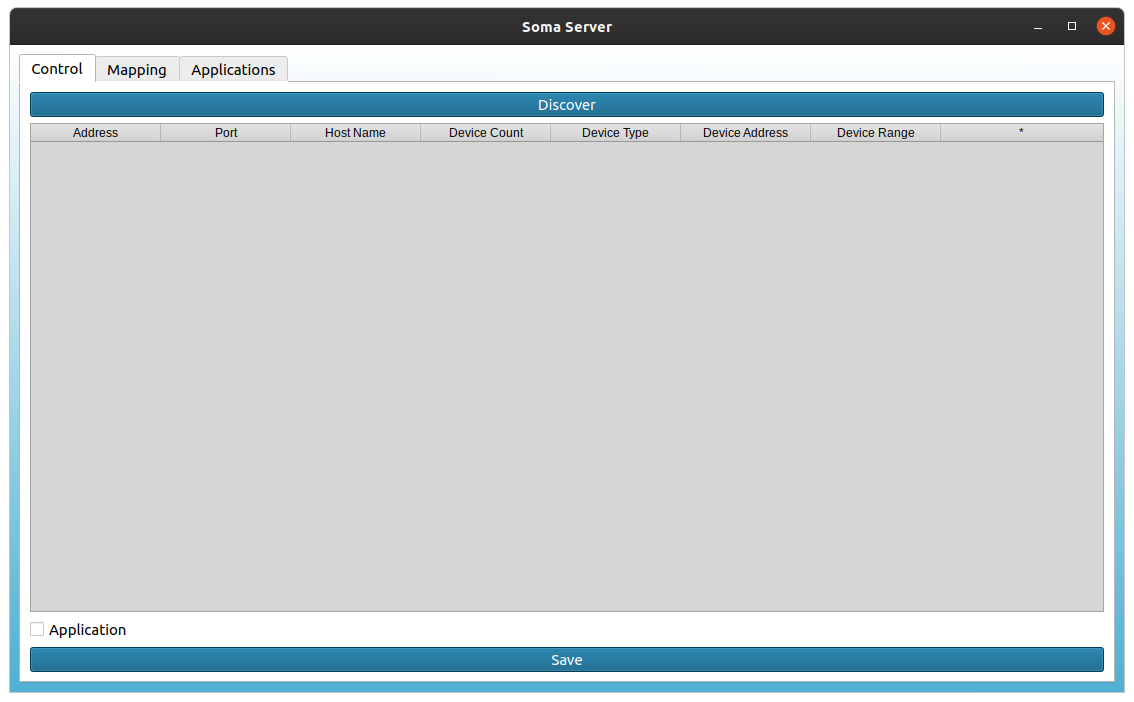 Soma Server
Control Mapping Applications
Discover
Address Port Host Name Device Count Device Type Device Address Device Range *
Application
Save